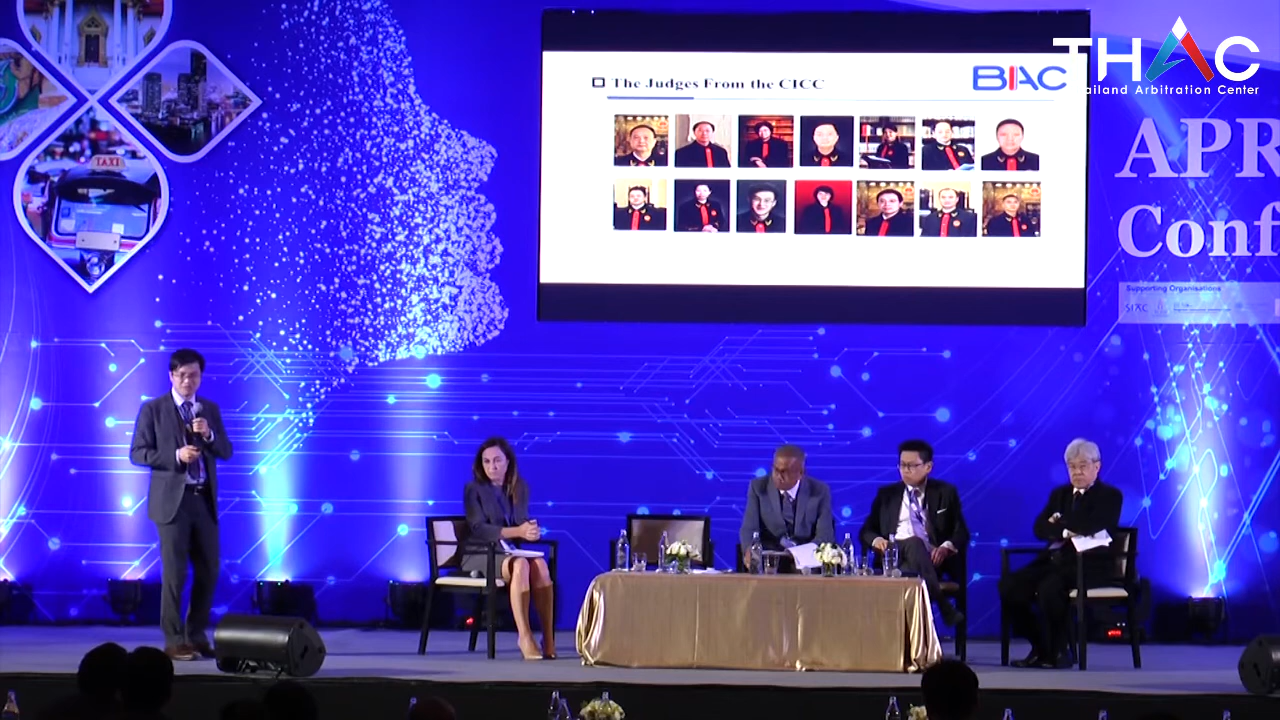 THAC
Thailand Arbitration Center
BIAC
The Judges From the CICC
APR
Conf
Supporting Organisations
SIAC
TAXI